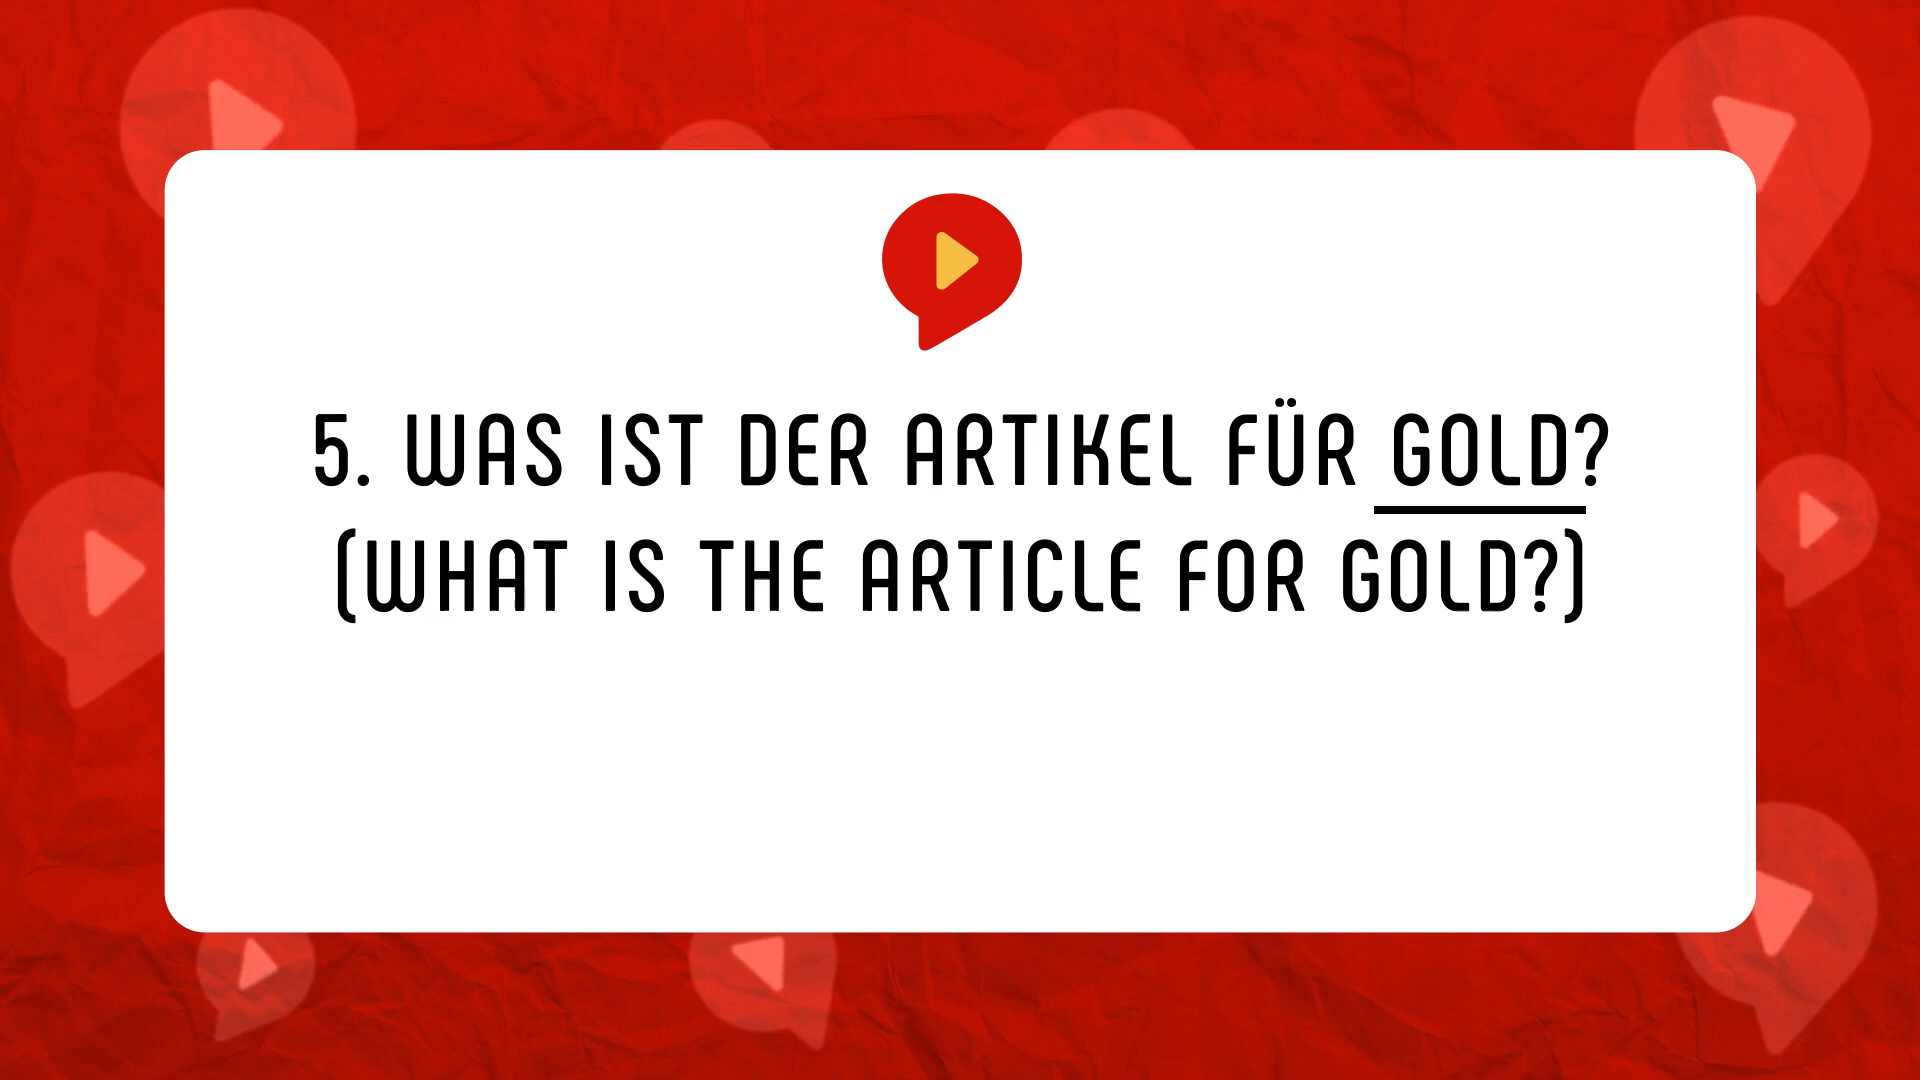 5. WAS IST DER ARTIKEL FÜR GOLD?
(WHAT IS THE ARTICLE FOR GOLD?)